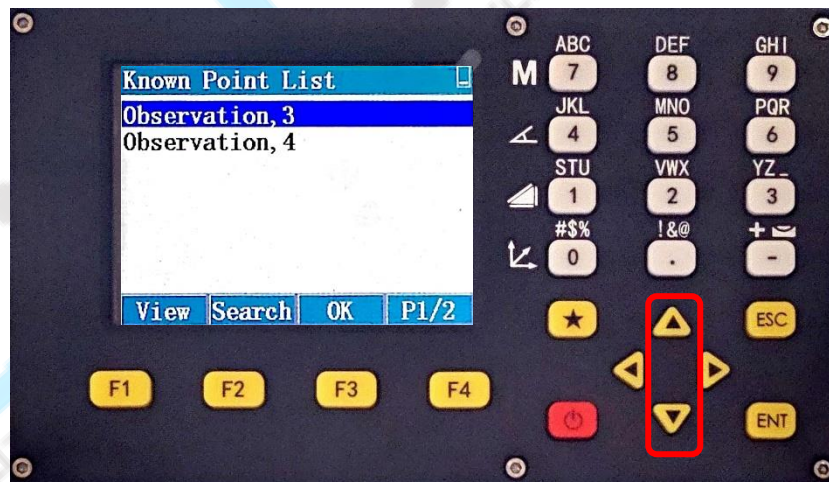 Known Point List
Observation,3
Observation,4
View Search OK P1/2
F1 F2 F3 F4
ABC DEF GHI
M 7 8 9
JKL MNO PQR
4 5 6
STU VWX YZ_
1 2 3
#$% !&@ +
0 . -
★ ESC
ENT